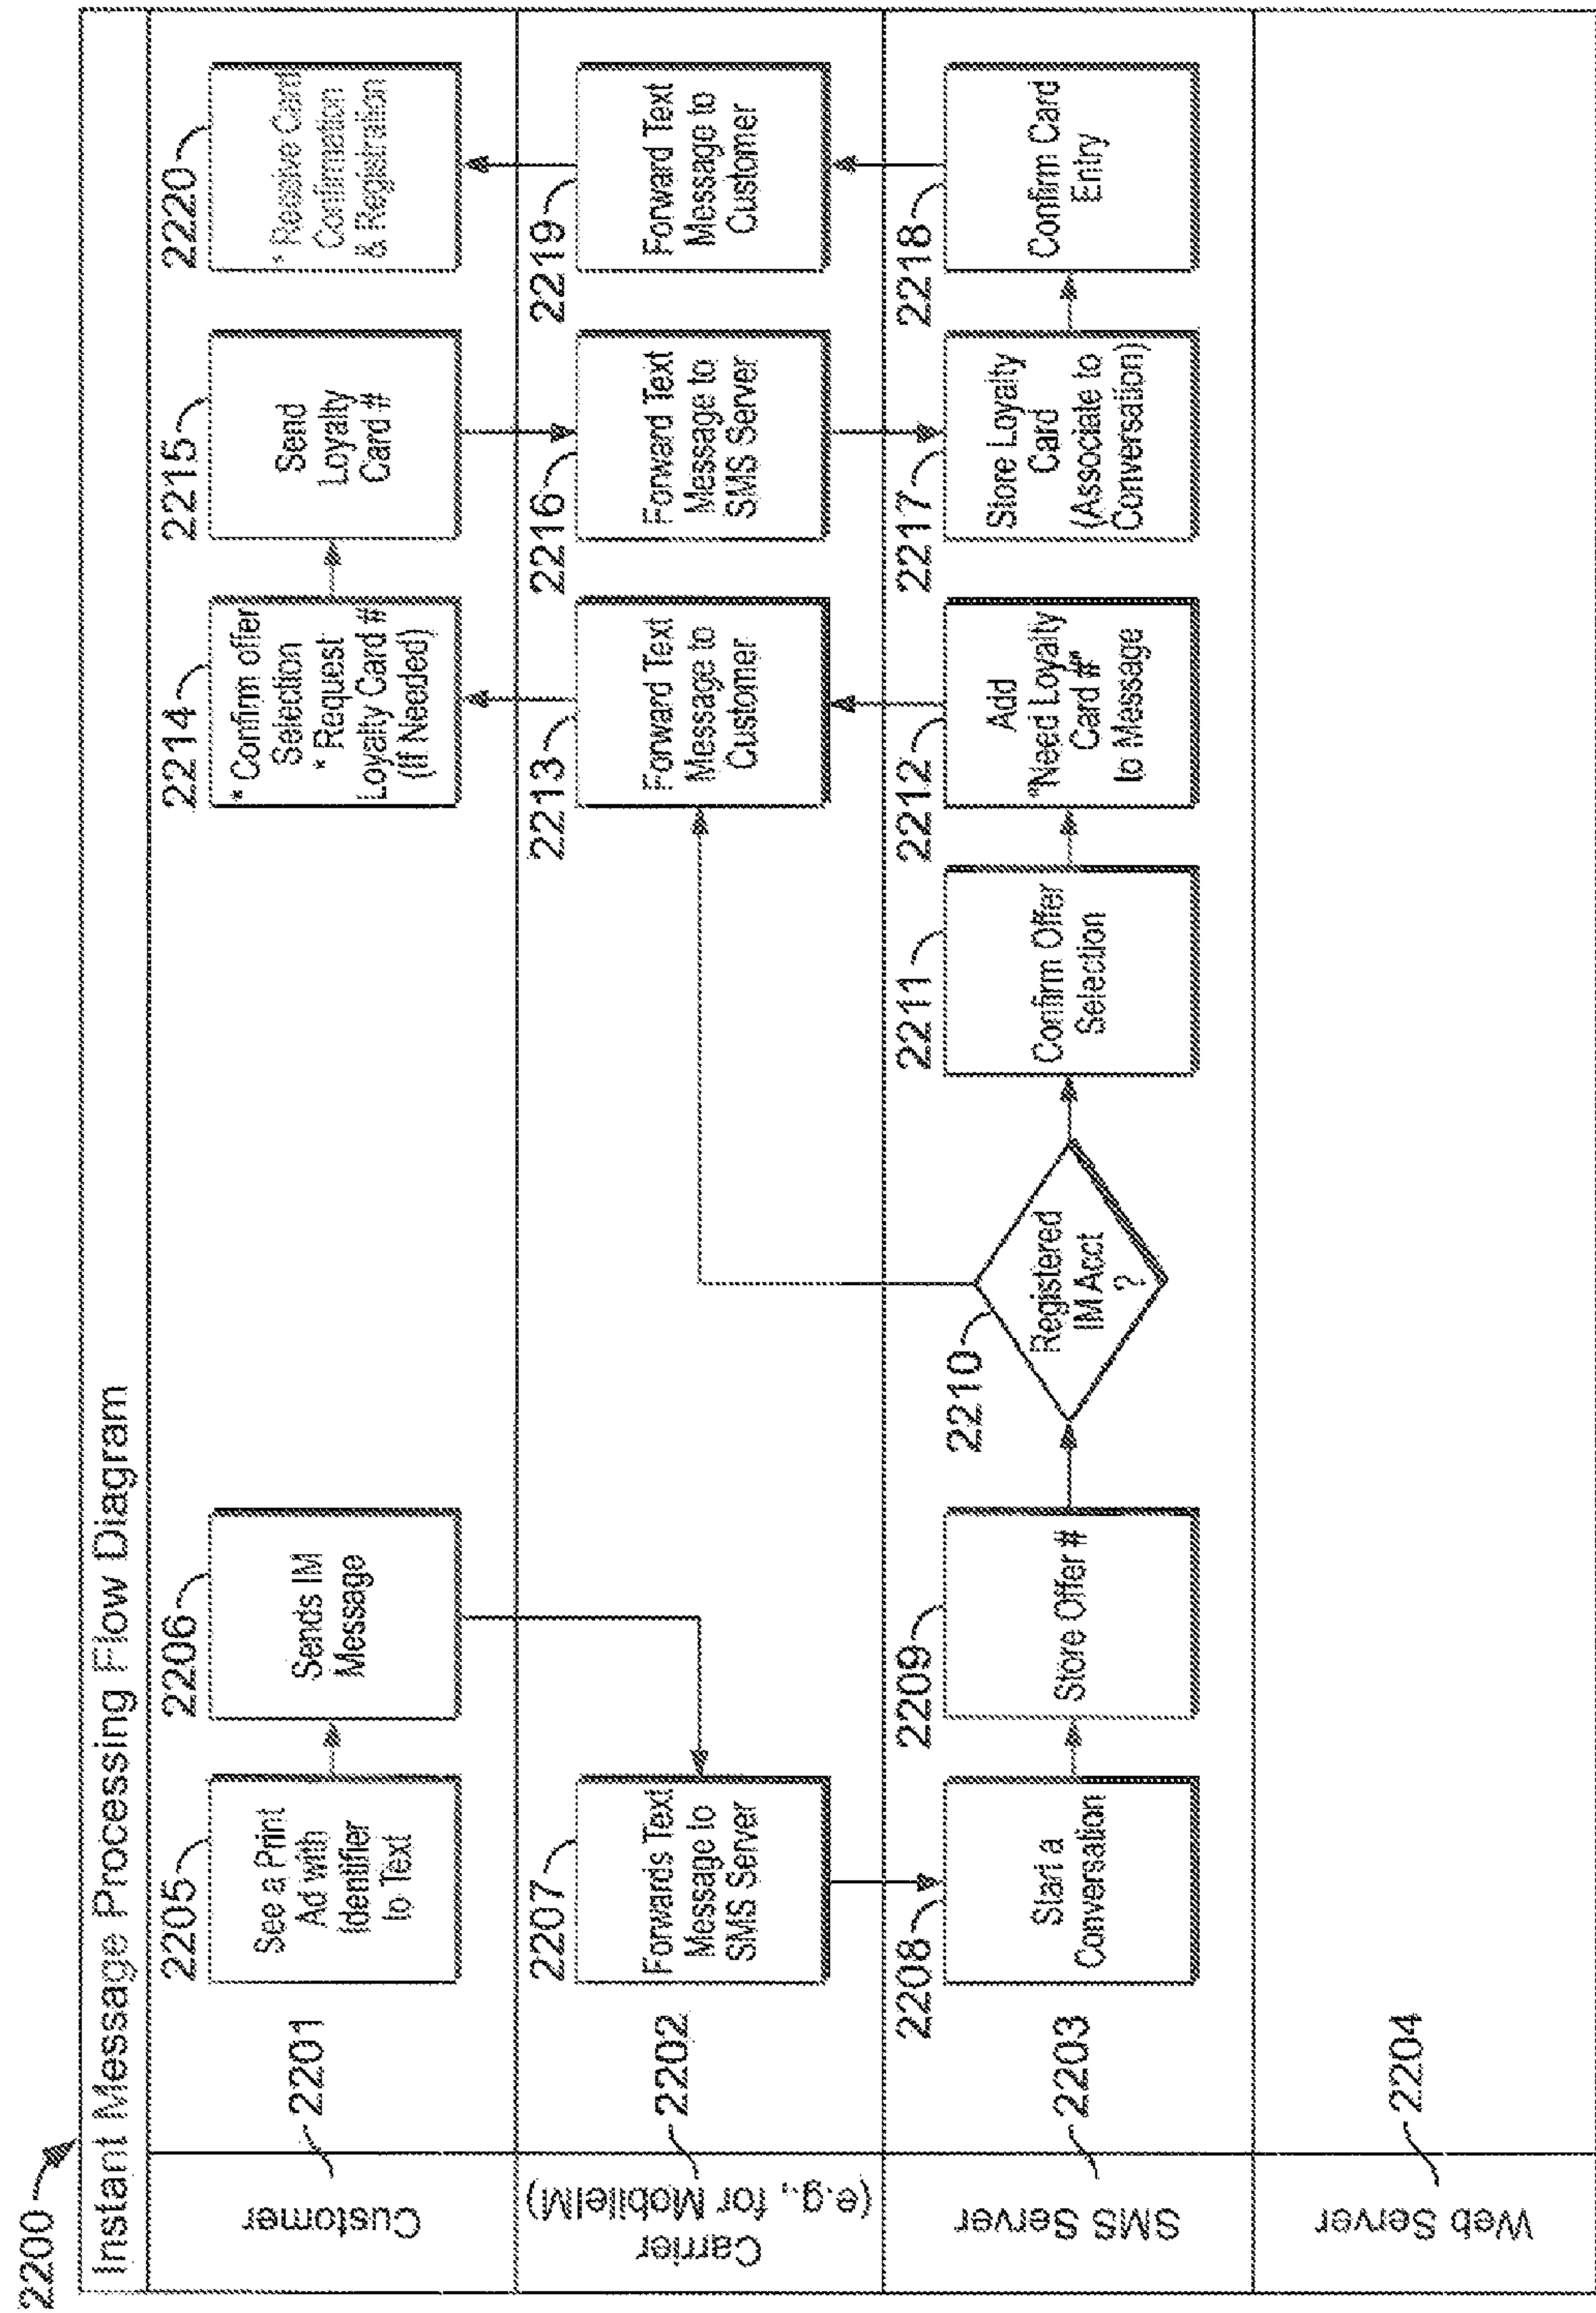 2200
Instant Message Processing Flow Diagram
Customer
2201
2205
See a Print
Ad with
Identifier
to Text
2206
Sends IM
Message
2214
* Confirm offer
Selection
* Request
Loyalty Card #
(If Needed)
2215
Send
Loyalty
Card #
2220
* Receive Card
Confirmation
& Registration
Carrier
(e.g., for MobileIM)
2202
2207
Forwards Text
Message to
SMS Server
2213
Forward Text
Message to
Customer
2216
Forward Text
Message to
SMS Server
2219
Forward Text
Message to
Customer
SMS Server
2203
2208
Start a
Conversation
2209
Store Offer #
2210
Registered
IM Acct
?
2211
Confirm Offer
Selection
2212
Add
"Need Loyalty
Card #"
to Message
2217
Store Loyalty
Card
(Associate to
Conversation)
2218
Confirm Card
Entry
Web Server
2204